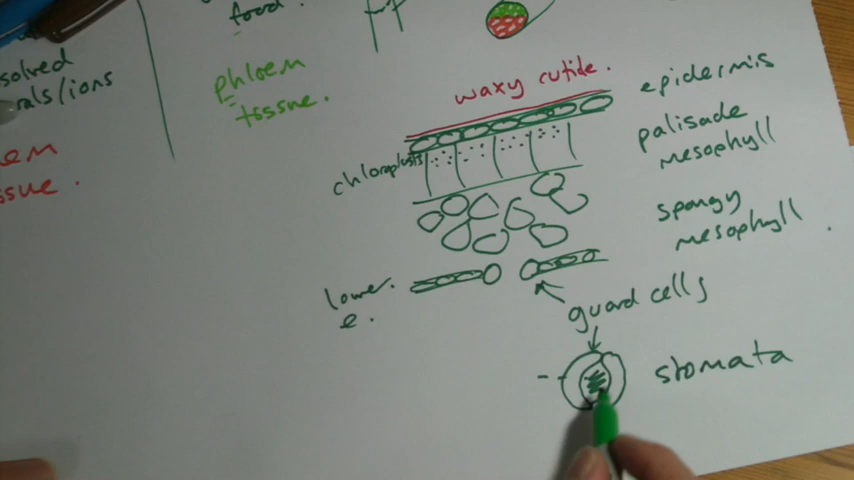 solved
rals/ions
em
ssue.
food.
phloem
tissue.
waxy cuticle.
epidermis
chloroplasts
palisade
mesophyll
spongy
mesophyll
lower.
e.
guard cells
stomata